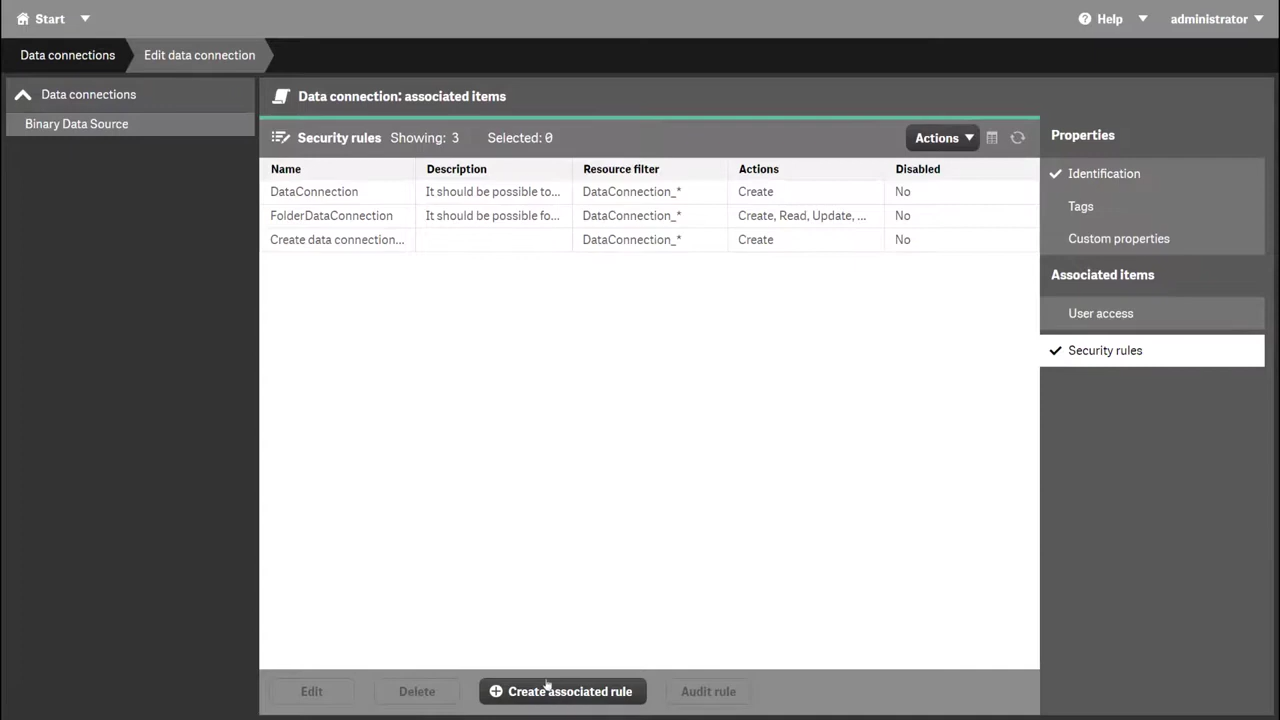 Start
Help
administrator
Data connections
Edit data connection
Data connections
Binary Data Source
Data connection: associated items
Security rules Showing: 3 Selected: 0
Actions
Name Description Resource filter Actions Disabled
DataConnection It should be possible to... DataConnection_* Create No
FolderDataConnection It should be possible fo... DataConnection_* Create, Read, Update, ... No
Create data connection... DataConnection_* Create No
Properties
Identification
Tags
Custom properties
Associated items
User access
Security rules
Edit
Delete
Create associated rule
Audit rule